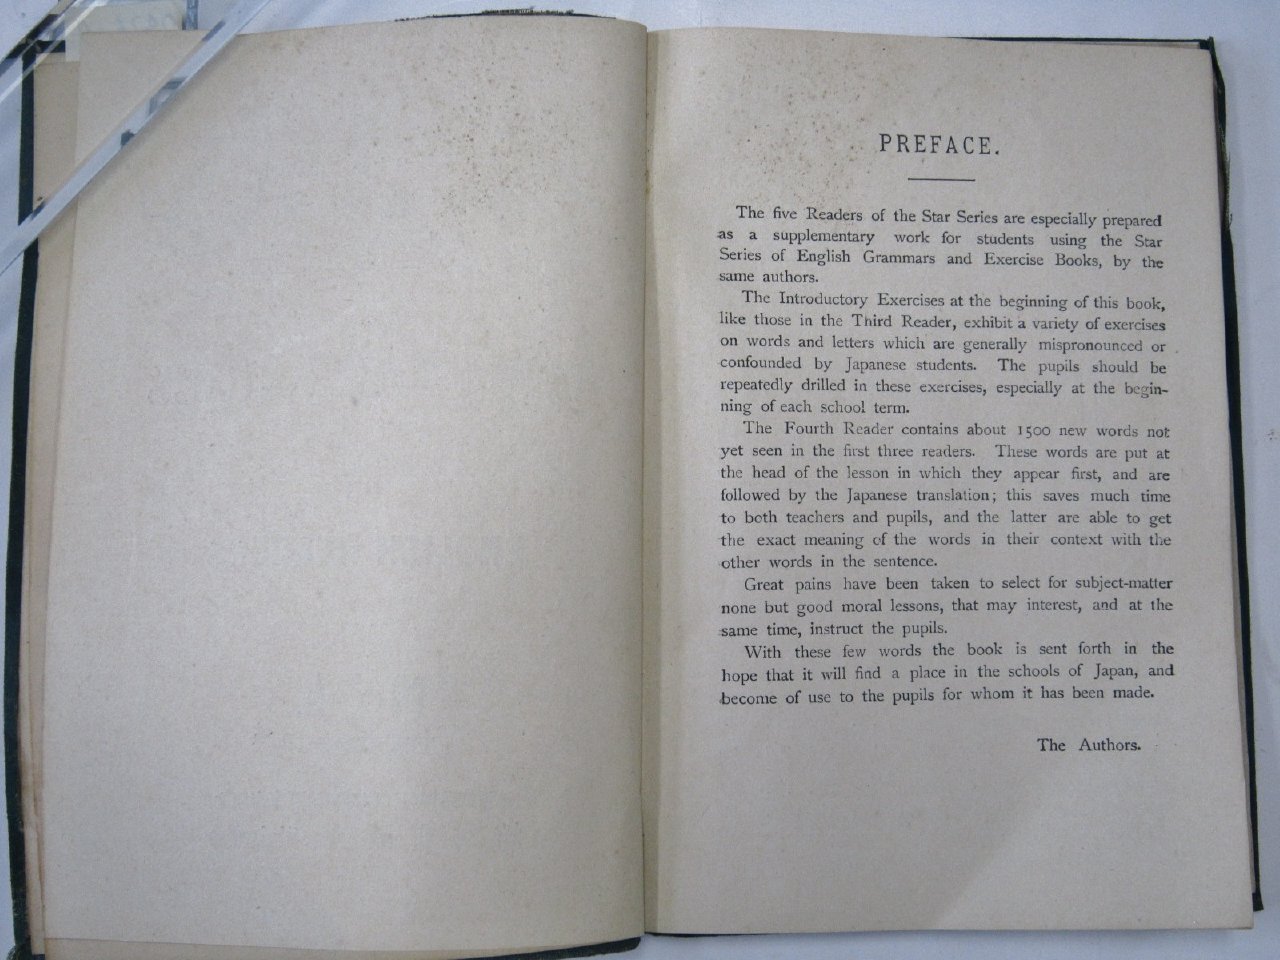 PREFACE.
The five Readers of the Star Series are especially prepared
as a supplementary work for students using the Star
Series of English Grammars and Exercise Books, by the
same authors.
The Introductory Exercises at the beginning of this book,
like those in the Third Reader, exhibit a variety of exercises
on words and letters which are generally mispronounced or
confounded by Japanese students. The pupils should be
repeatedly drilled in these exercises, especially at the begin-
ning of each school term.
The Fourth Reader contains about 1500 new words not
yet seen in the first three readers. These words are put at
the head of the lesson in which they appear first, and are
followed by the Japanese translation; this saves much time
to both teachers and pupils, and the latter are able to get
the exact meaning of the words in their context with the
other words in the sentence.
Great pains have been taken to select for subject-matter
none but good moral lessons, that may interest, and at the
same time, instruct the pupils.
With these few words the book is sent forth in the
hope that it will find a place in the schools of Japan, and
become of use to the pupils for whom it has been made.
The Authors.